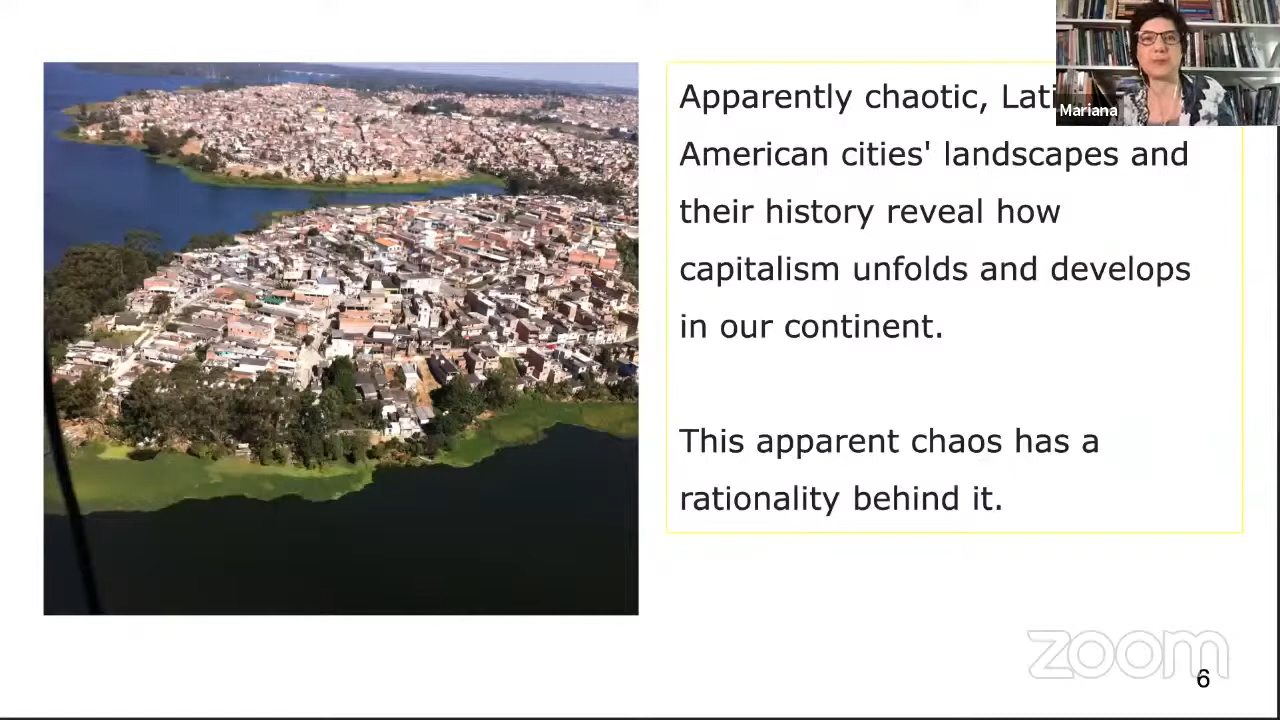 Apparently chaotic, Lati
American cities' landscapes and
their history reveal how
capitalism unfolds and develops
in our continent.
This apparent chaos has a
rationality behind it.
Mariana
zoom
6